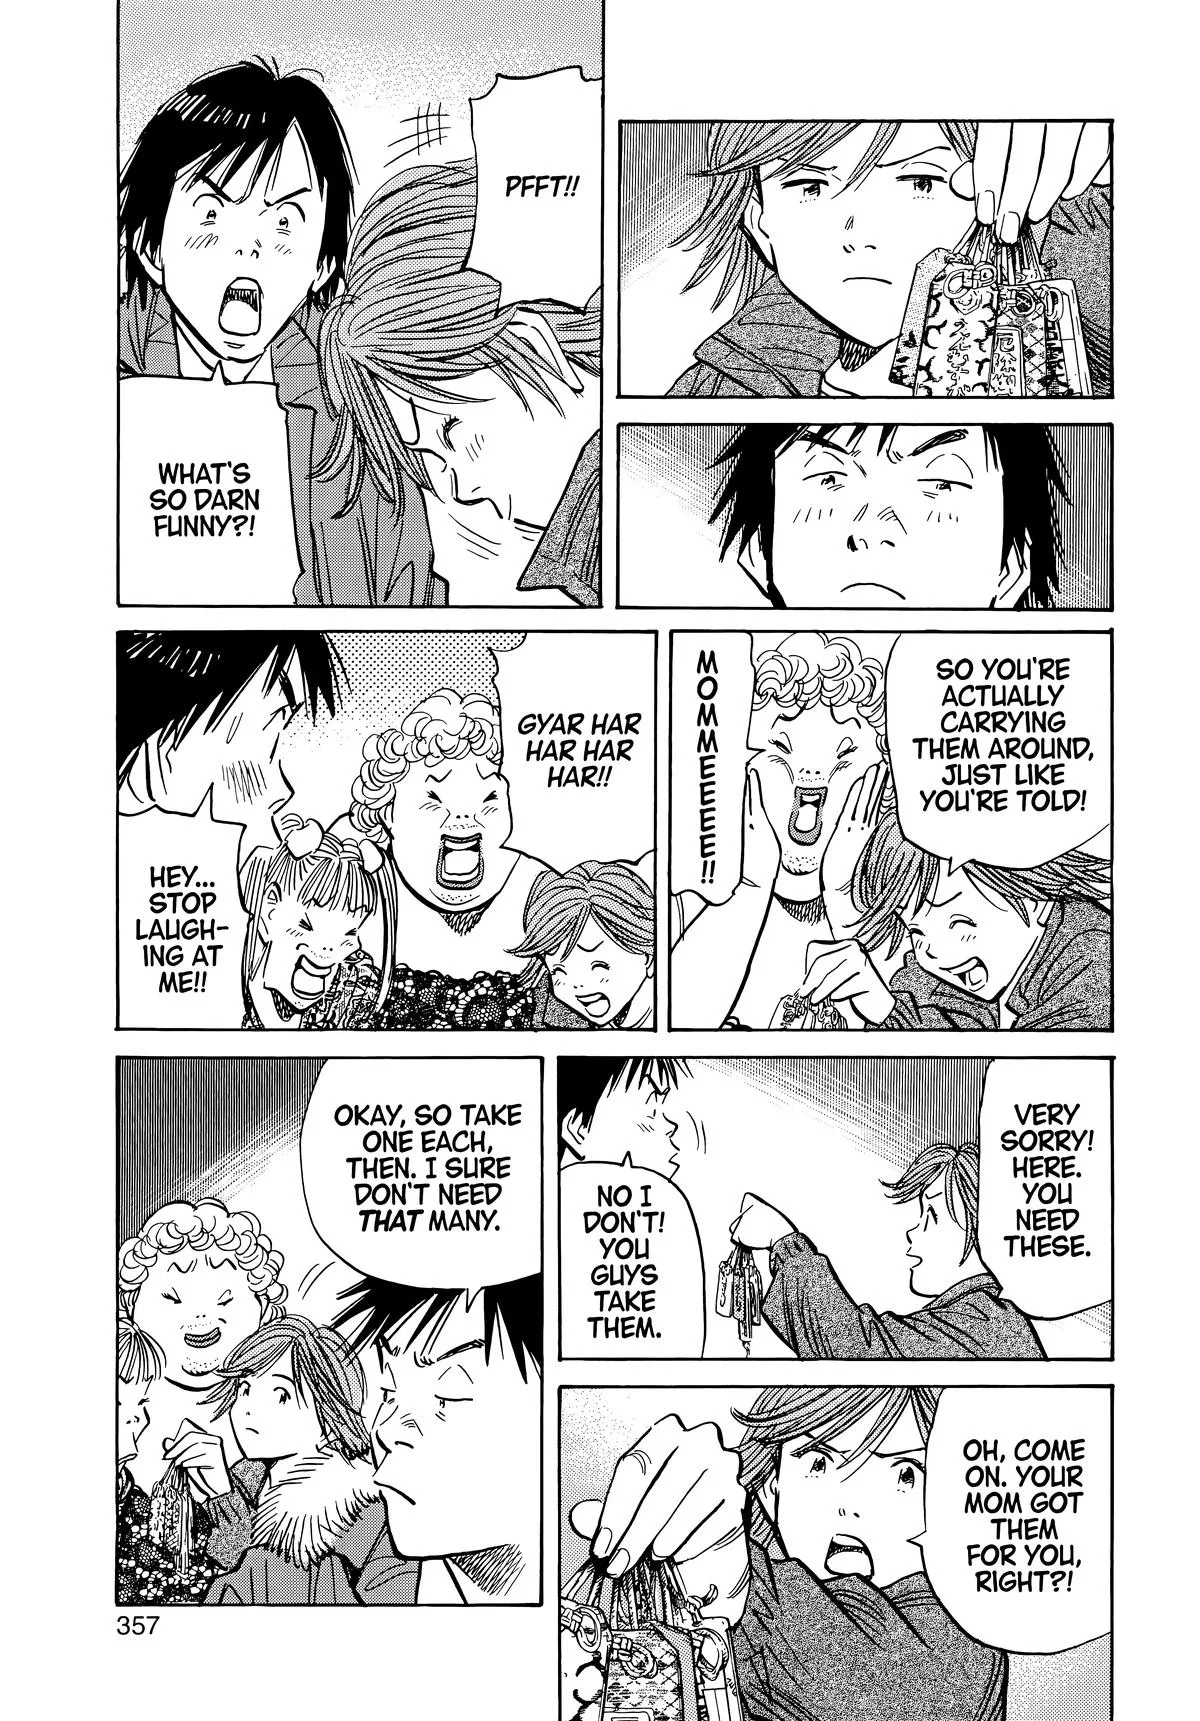 PFFT!!
WHAT'S
SO DARN
FUNNY?!
SO YOU'RE
ACTUALLY
CARRYING
THEM AROUND,
JUST LIKE
YOU'RE TOLD!
MOMMEEEE!!
GYAR HAR
HAR HAR HAR
HAR!!
HEY...
STOP
LAUGH-
ING AT
ME!!
VERY
SORRY!
HERE.
YOU
NEED
THESE.
NO I
DON'T!
YOU
GUYS
TAKE
THEM.
OH, COME
ON. YOUR
MOM GOT
THEM
FOR YOU,
RIGHT?!
OKAY, SO TAKE
ONE EACH,
THEN. I SURE
DON'T NEED
THAT MANY.
357